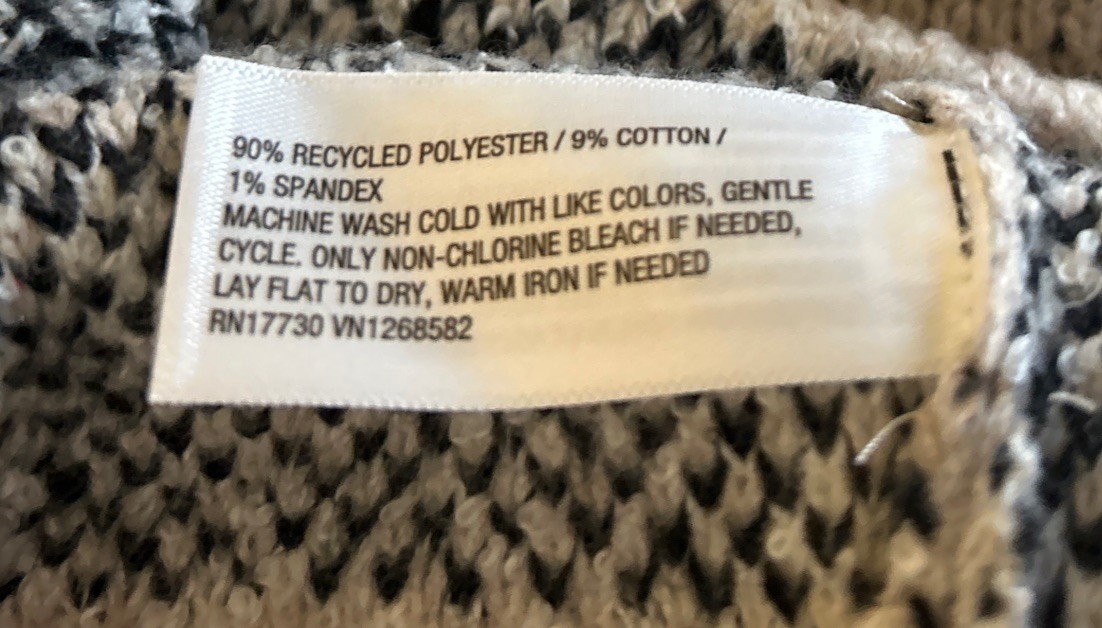 90% RECYCLED POLYESTER / 9% COTTON /
1% SPANDEX
MACHINE WASH COLD WITH LIKE COLORS, GENTLE
CYCLE. ONLY NON-CHLORINE BLEACH IF NEEDED,
LAY FLAT TO DRY, WARM IRON IF NEEDED
RN17730 VN1268582